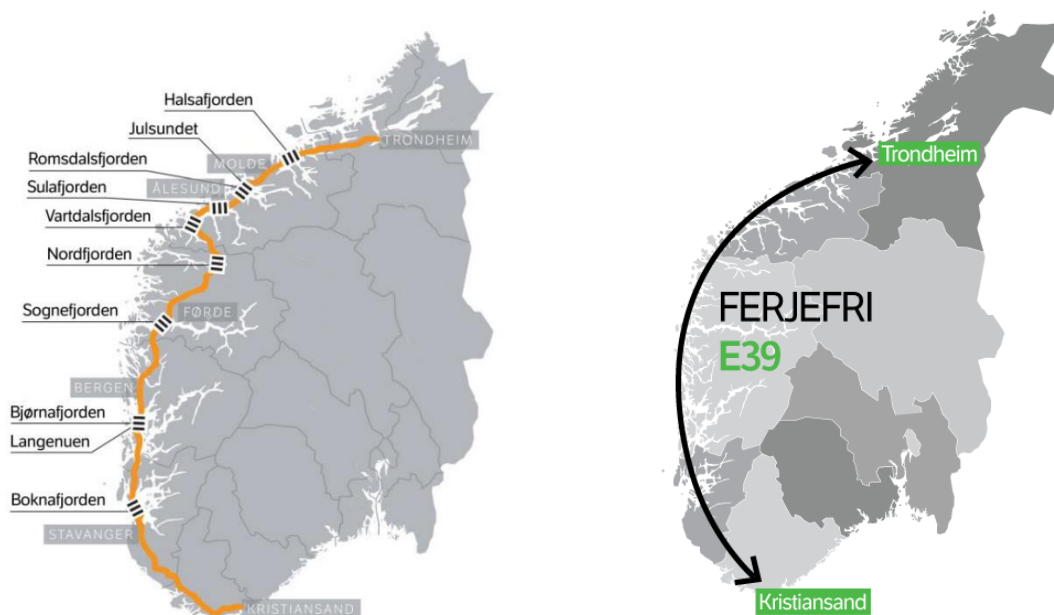 Halsafjorden
Julsundet
TRONDHEIM
Romsdalsfjorden
MOLDE
Sulafjorden
ÅLESUND
Vartdalsfjorden
Nordfjorden
Sognefjorden
FØRDE
BERGEN
Bjørnafjorden
Langenuen
Boknafjorden
STAVANGER
KRISTIANSAND
Trondheim
FERJEFRI
E39
Kristiansand